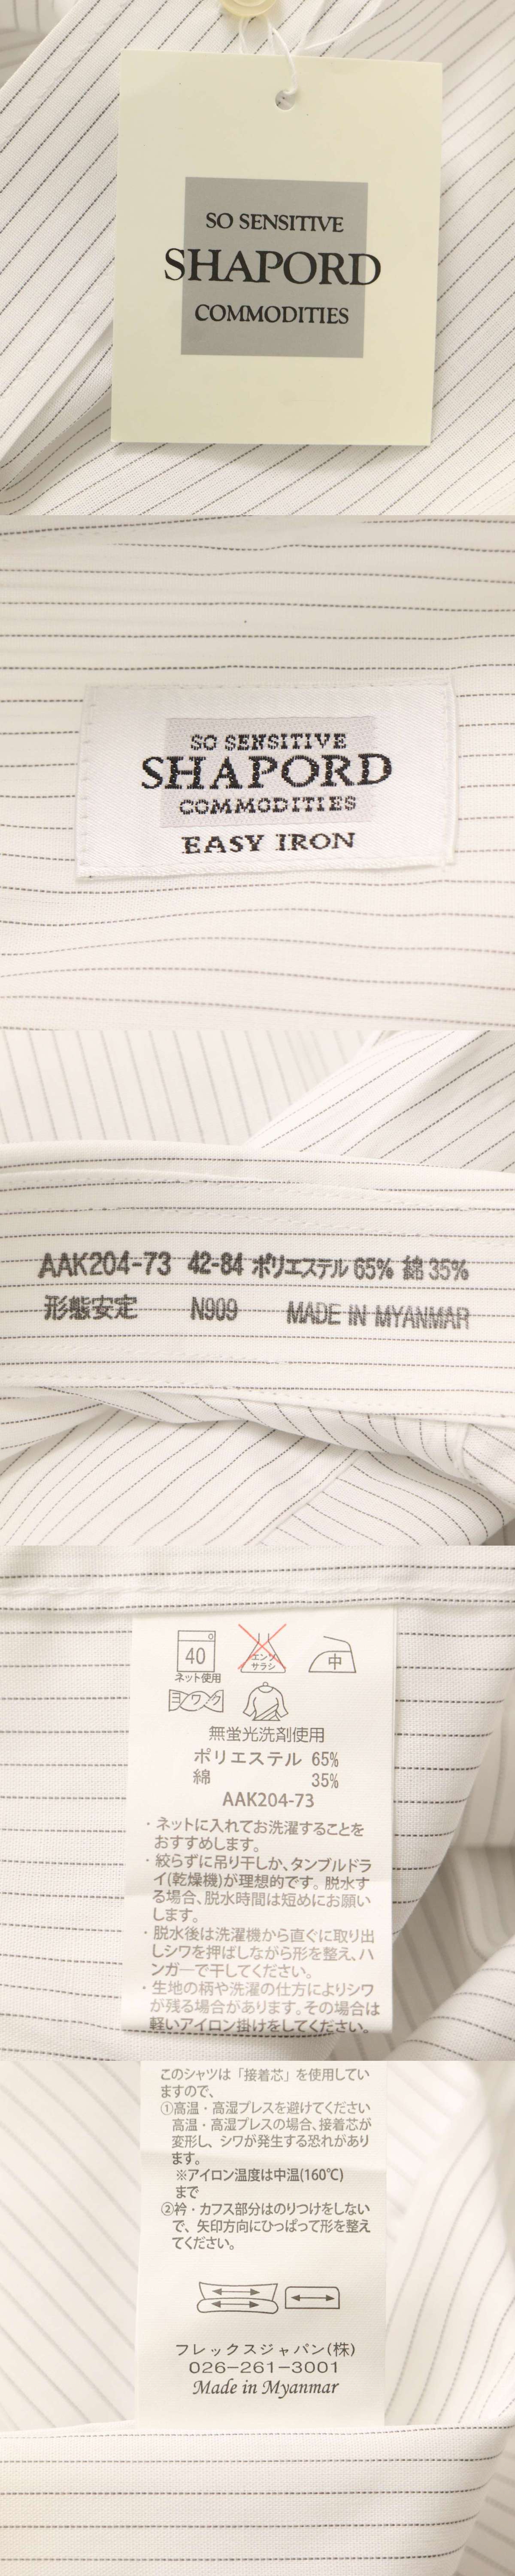 SO SENSITIVE
SHAPORD
COMMODITIES
SO SENSITIVE
SHAPORD
COMMODITIES
EASY IRON
AAK204-73 42-84 ポリエステル 65% 綿 35%
形態安定 N909 MADE IN MYANMAR
40
エンソ
サラシ
中
ネット使用
ヨワク
無蛍光洗剤使用
ポリエステル 65%
綿 35%
AAK204-73
・ネットに入れてお洗濯することを
おすすめします。
・絞らずに吊り干しか、タンブルドラ
イ(乾燥機)が理想的です。脱水す
る場合、脱水時間は短めにお願い
します。
・脱水後は洗濯機から直ぐに取り出
しシワを押ばしながら形を整え、ハ
ンガーで干してください。
・生地の柄や洗濯の仕方によりシワ
が残る場合があります。その場合は
軽いアイロン掛けをしてください。
このシャツは「接着芯」を使用してい
ますので、
①高温・高湿プレスを避けてください
高温・高湿プレスの場合、接着芯が
変形し、シワが発生する恐れがあり
ます。
※アイロン温度は中温(160℃)
まで
②衿・カフス部分はのりつけをしない
で、矢印方向にひっぱって形を整え
てください。
フレックスジャパン(株)
026-261-3001
Made in Myanmar